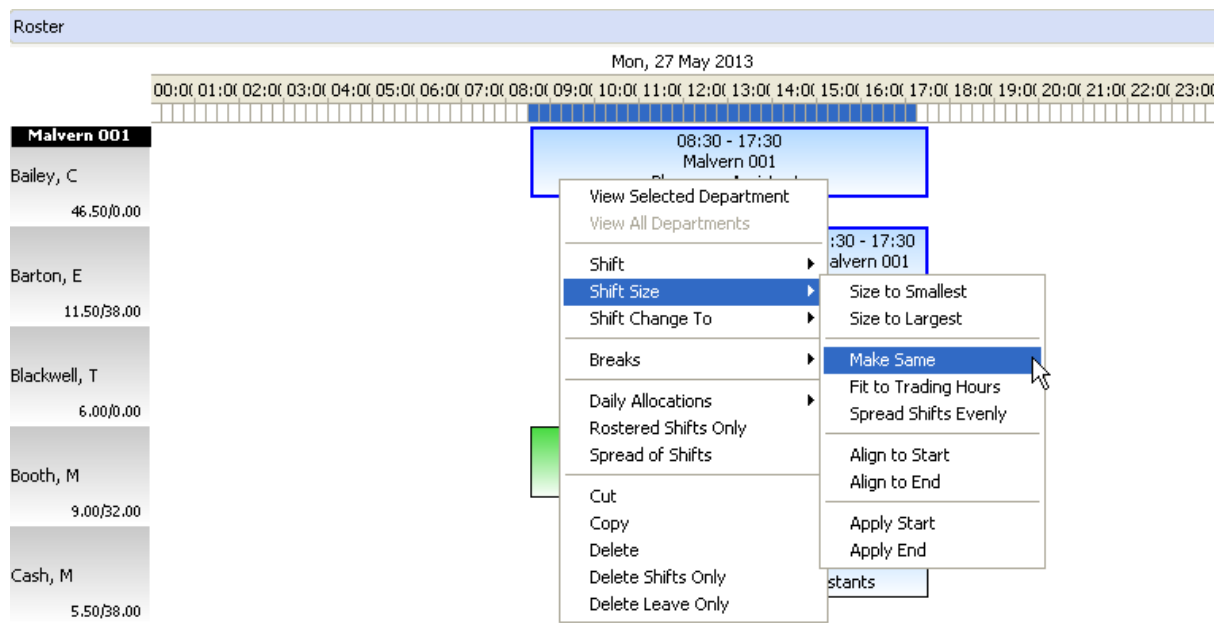 Roster
Mon, 27 May 2013
00:0( 01:0( 02:0( 03:0( 04:0( 05:0( 06:0( 07:0( 08:0( 09:0( 10:0( 11:0( 12:0( 13:0( 14:0( 15:0( 16:0( 17:0( 18:0( 19:0( 20:0( 21:0( 22:0( 23:00
Malvern 001
08:30 - 17:30
Malvern 001
Bailey, C
46.50/0.00
Barton, E
11.50/38.00
:30 - 17:30
alvern 001
Blackwell, T
6.00/0.00
Booth, M
9.00/32.00
Cash, M
5.50/38.00
stants
View Selected Department
View All Departments
Shift
Shift Size
Shift Change To
Breaks
Daily Allocations
Rostered Shifts Only
Spread of Shifts
Cut
Copy
Delete
Delete Shifts Only
Delete Leave Only
Size to Smallest
Size to Largest
Make Same
Fit to Trading Hours
Spread Shifts Evenly
Align to Start
Align to End
Apply Start
Apply End